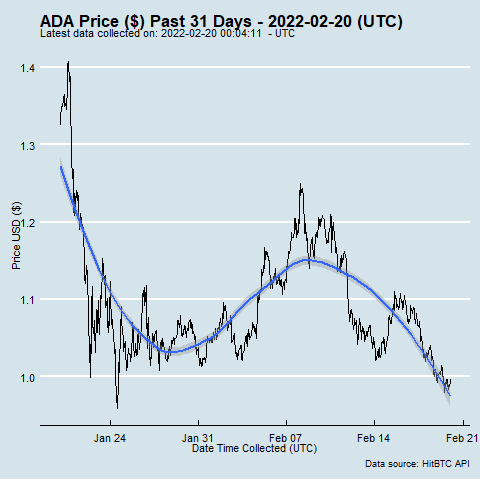 ADA Price ($) Past 31 Days - 2022-02-20 (UTC)
Latest data collected on: 2022-02-20 00:04:11 - UTC
1.4
1.3
1.2
1.1
1.0
Price USD ($)
Jan 24
Jan 31
Feb 07
Feb 14
Feb 21
Date Time Collected (UTC)
Data source: HitBTC API